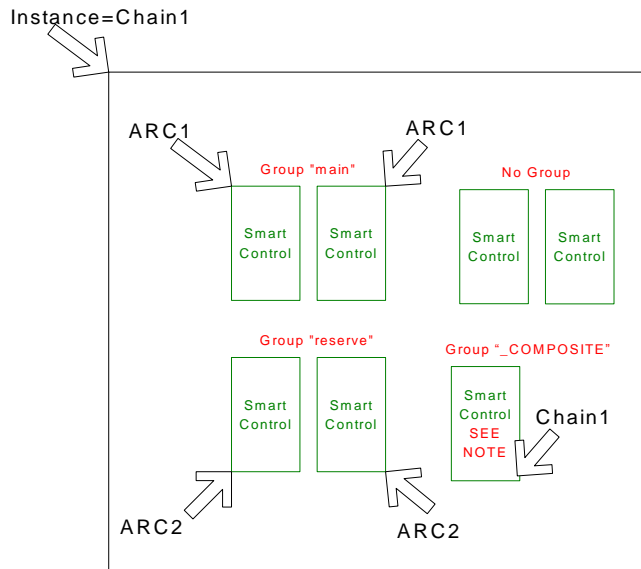 Instance=Chain1
ARC1
ARC1
Group "main"
No Group
Smart
Control
Smart
Control
Smart
Control
Smart
Control
Group "reserve"
Group “_COMPOSITE”
Smart
Control
Smart
Control
Smart
Control
SEE
NOTE
Chain1
ARC2
ARC2